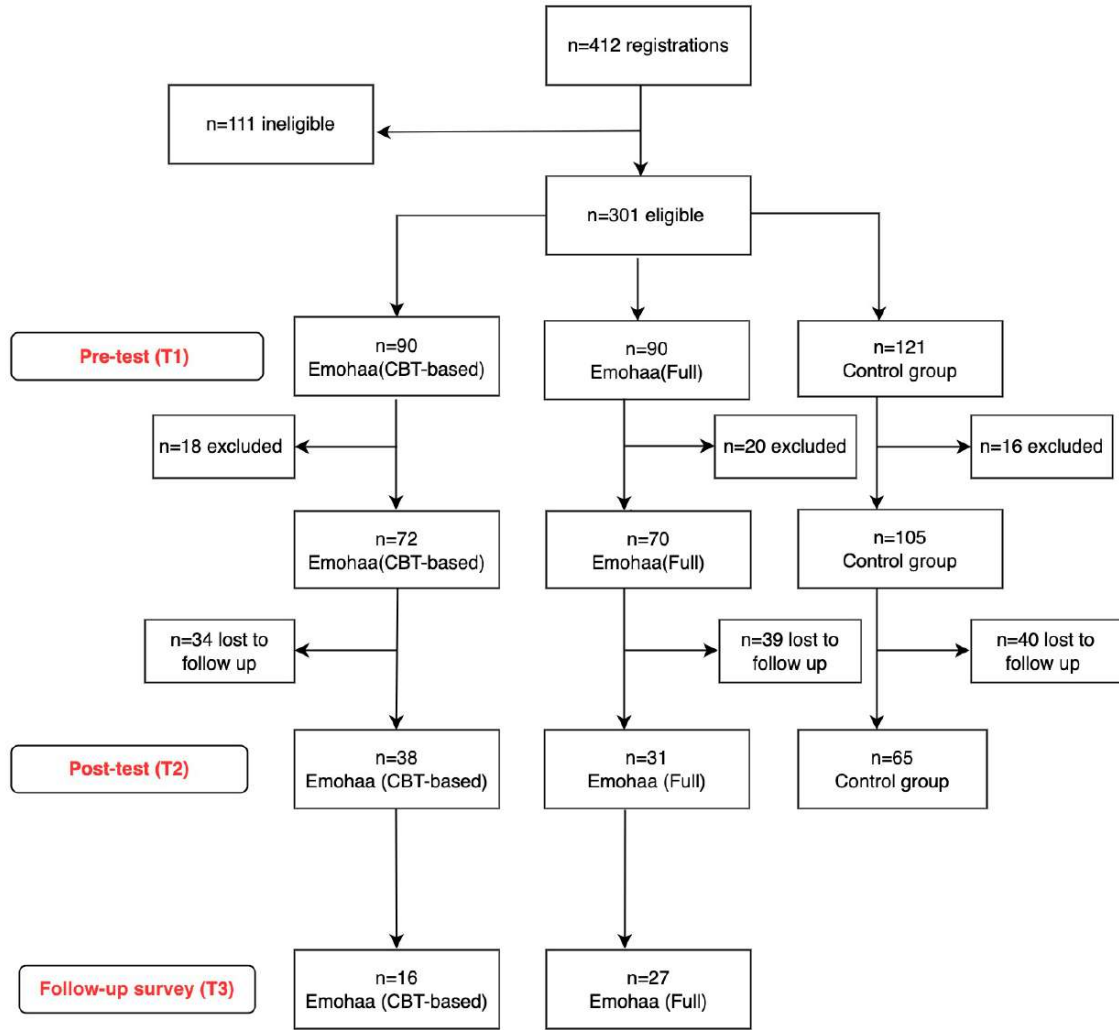 n=412 registrations
n=111 ineligible
n=301 eligible
Pre-test (T1)
n=90
Emohaa(CBT-based)
n=90
Emohaa(Full)
n=121
Control group
n=18 excluded
n=20 excluded
n=16 excluded
n=72
Emohaa(CBT-based)
n=70
Emohaa(Full)
n=105
Control group
n=34 lost to
follow up
n=39 lost to
follow up
n=40 lost to
follow up
Post-test (T2)
n=38
Emohaa (CBT-based)
n=31
Emohaa (Full)
n=65
Control group
Follow-up survey (T3)
n=16
Emohaa (CBT-based)
n=27
Emohaa (Full)